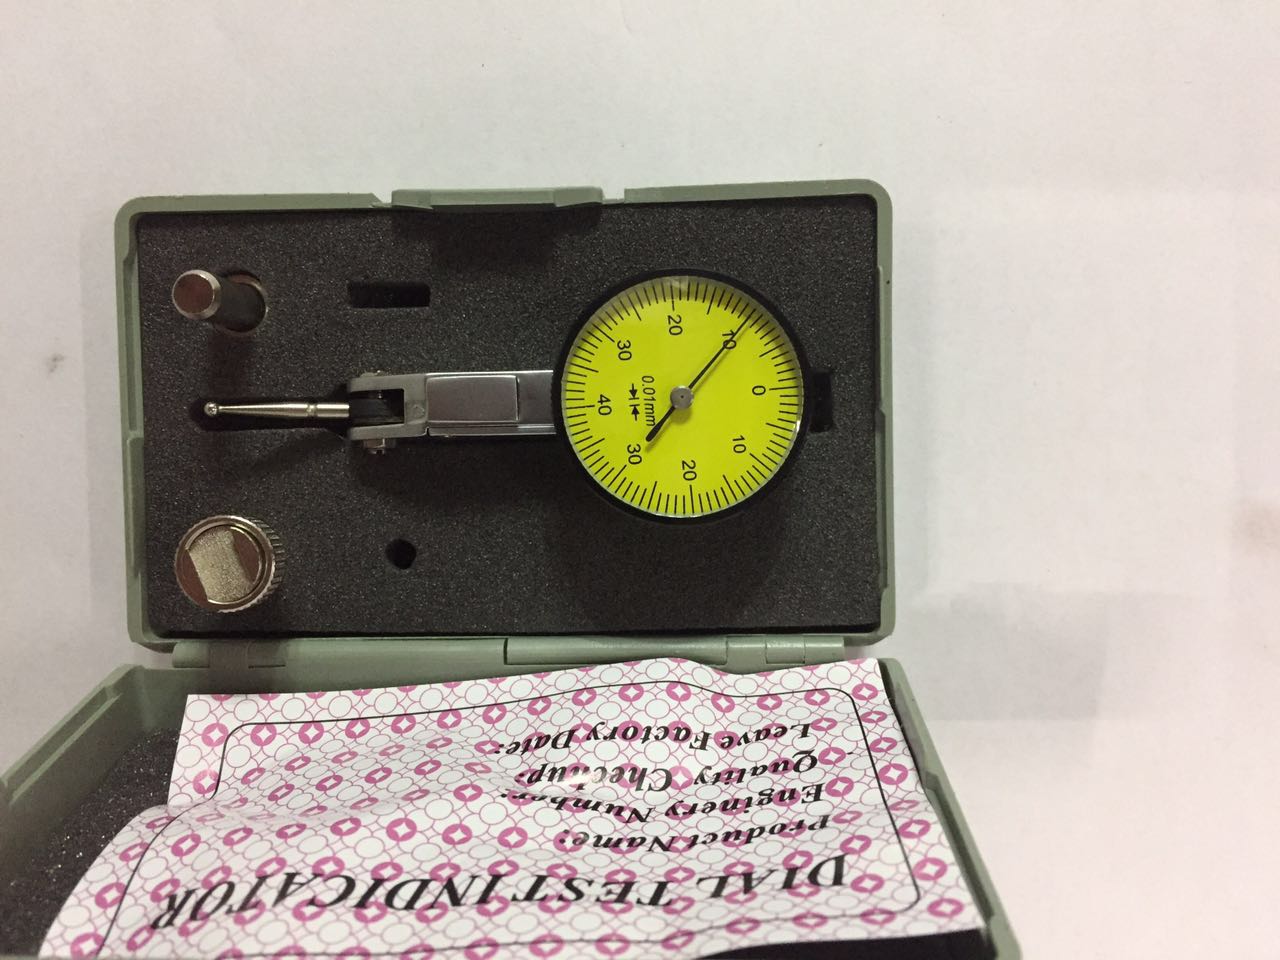 0
10
20
30
40
30
20
10
0.01mm
DIAL TEST INDICATOR
Product Name:
Enginery Number:
Quality Checkup:
Leave Factory Date: